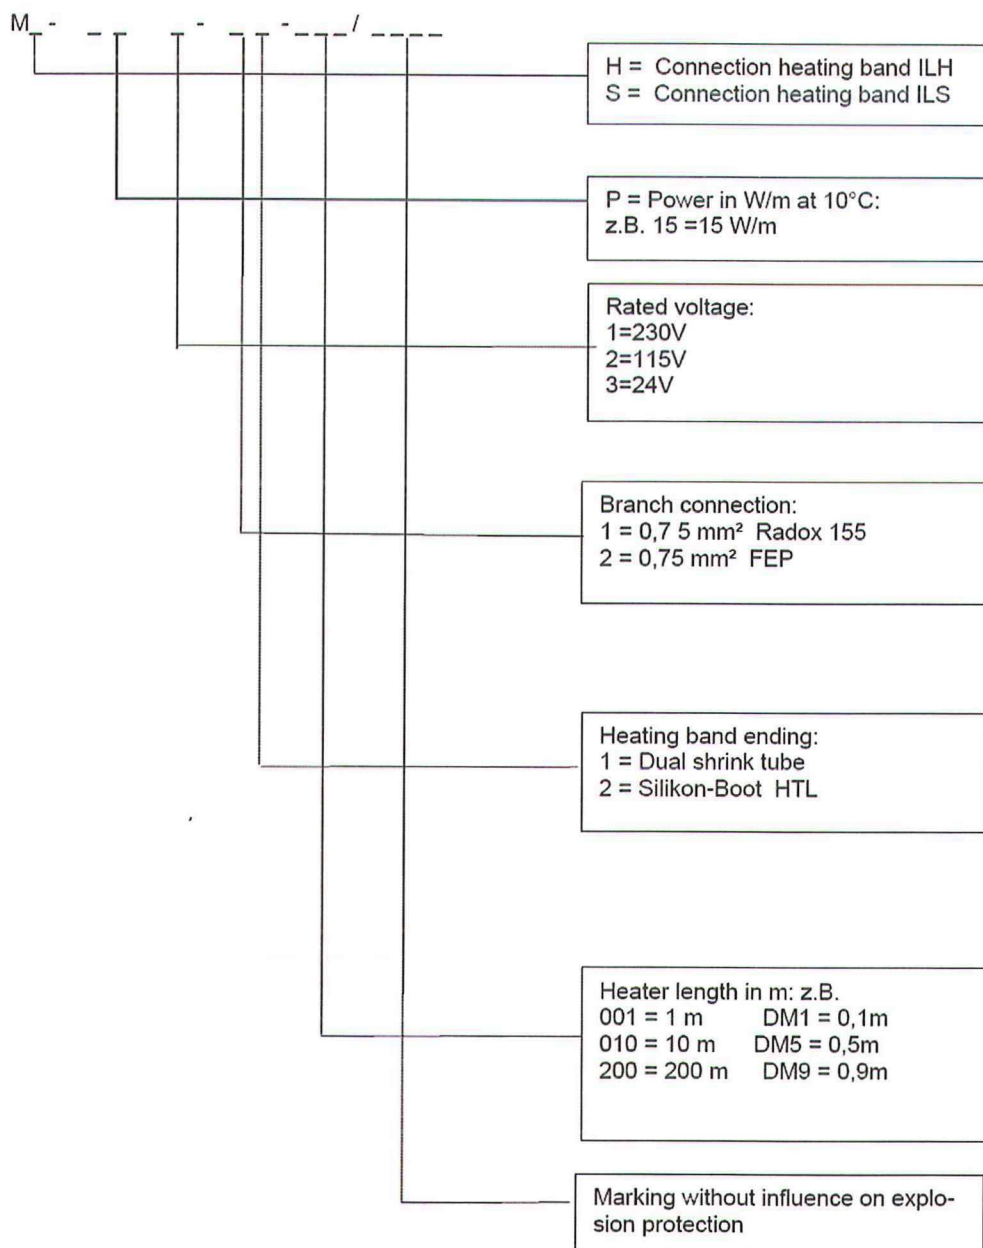 M_- _ _ _- _ _-_ _ _/ _ _ _ _
H = Connection heating band ILH
S = Connection heating band ILS
P = Power in W/m at 10°C:
z.B. 15 =15 W/m
Rated voltage:
1=230V
2=115V
3=24V
Branch connection:
1 = 0,7 5 mm² Radox 155
2 = 0,75 mm² FEP
Heating band ending:
1 = Dual shrink tube
2 = Silikon-Boot HTL
Heater length in m: z.B.
001 = 1 m DM1 = 0,1m
010 = 10 m DM5 = 0,5m
200 = 200 m DM9 = 0,9m
Marking without influence on explo-
sion protection